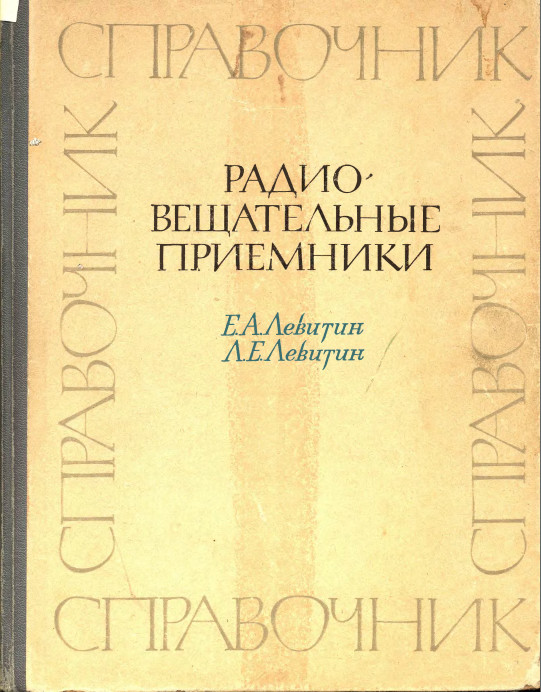 СПРАВОЧНИК
СПРАВОЧНИК
РАДИО-
ВЕЩАТЕЛЬНЫЕ
ПРИЕМНИКИ
Е.А.Левитин
Л.Е.Левитин
СПРАВОЧНИК
СПРАВОЧНИК